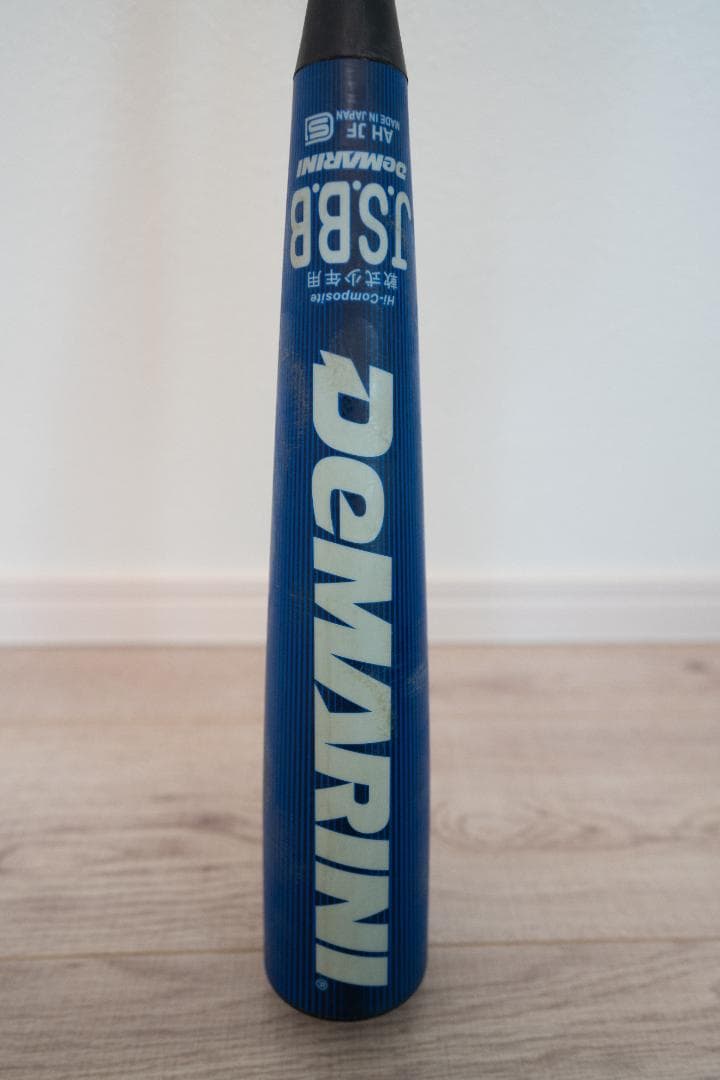 Hi-Composite
軟式少年用
J.S.B.B
DEMARINI
AH JF S
MADE IN JAPAN
DEMARINI®